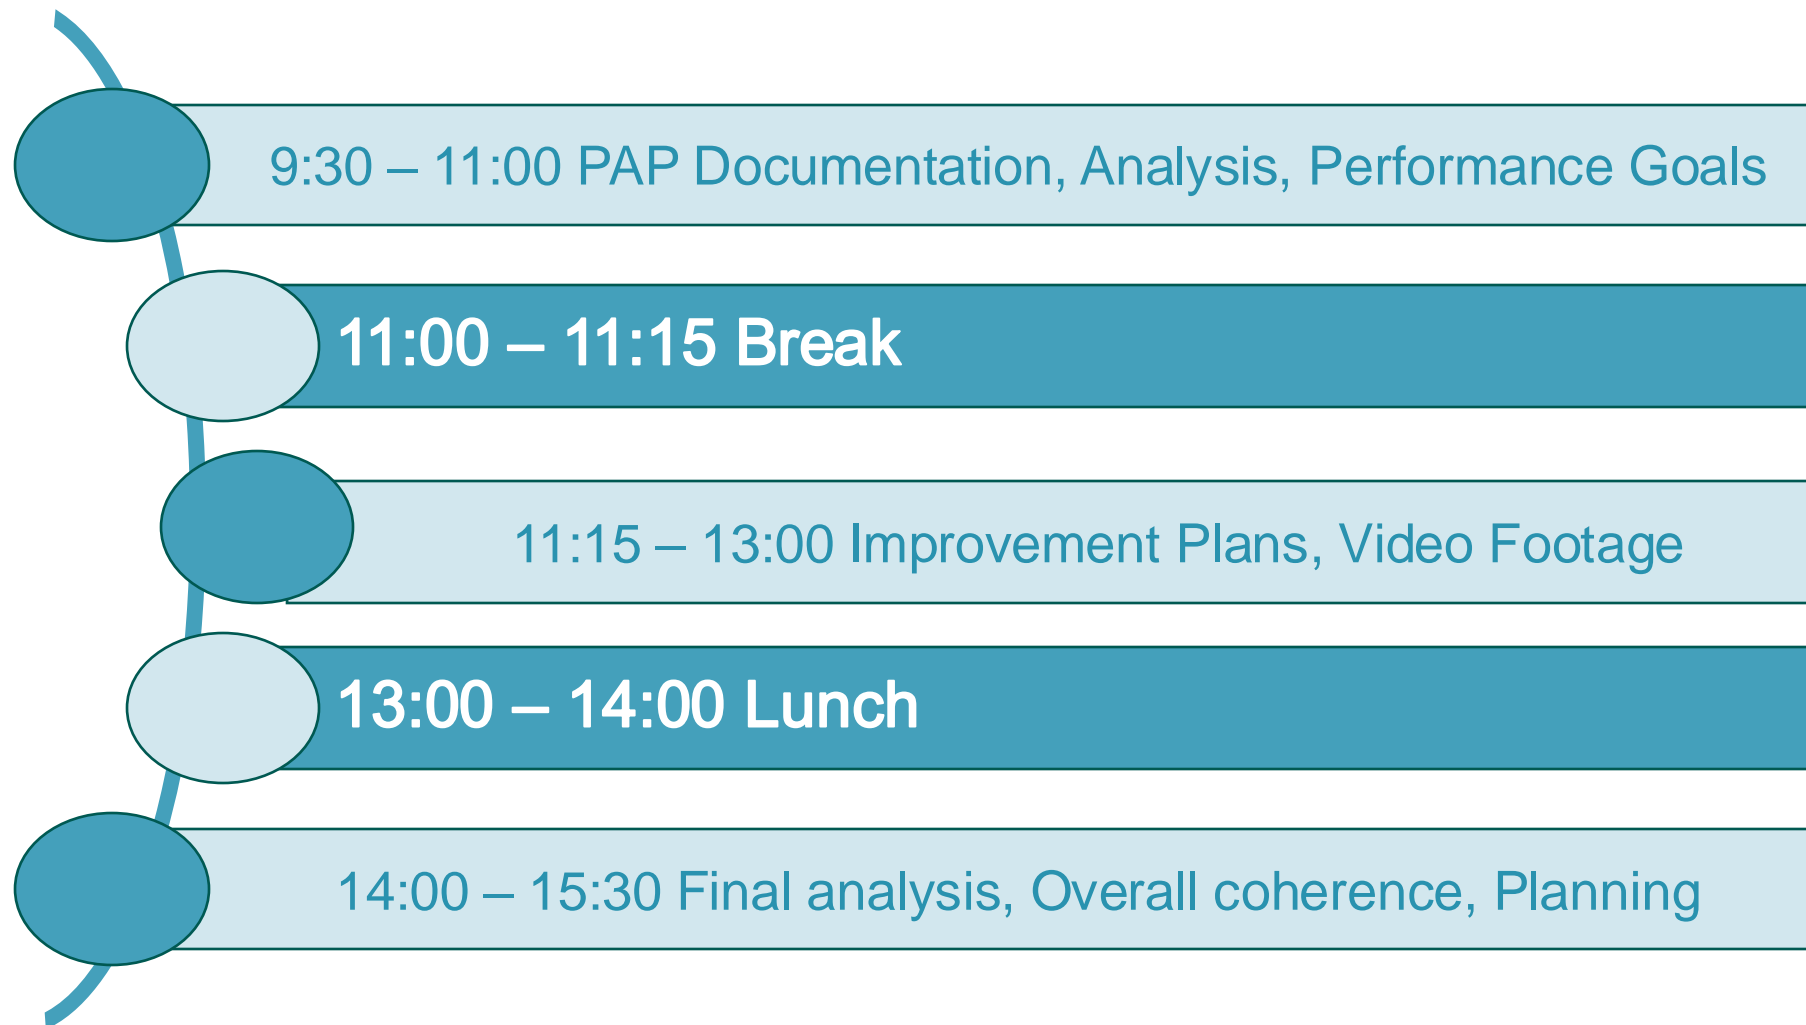 9:30 – 11:00 PAP Documentation, Analysis, Performance Goals
11:00 – 11:15 Break
11:15 – 13:00 Improvement Plans, Video Footage
13:00 – 14:00 Lunch
14:00 – 15:30 Final analysis, Overall coherence, Planning